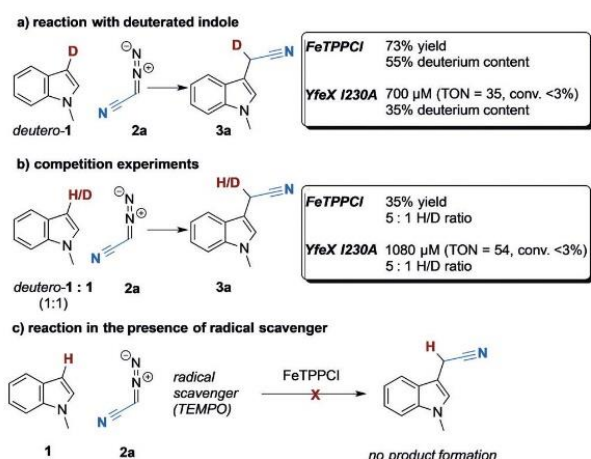 a) reaction with deuterated indole
D
N
N
N
deutero-1
2a
D
N
N
3a
FeTPPCl 73% yield
55% deuterium content
YfeX I230A 700 µM (TON = 35, conv. <3%)
35% deuterium content
b) competition experiments
H/D
N
N
N
N
deutero-1 : 1
(1:1)
2a
H/D
N
N
3a
FeTPPCl 35% yield
5 : 1 H/D ratio
YfeX I230A 1080 µM (TON = 54, conv. <3%)
5 : 1 H/D ratio
c) reaction in the presence of radical scavenger
H
N
1
N
N
N
2a
radical
scavenger
(TEMPO)
FeTPPCl
X
H
N
N
no product formation